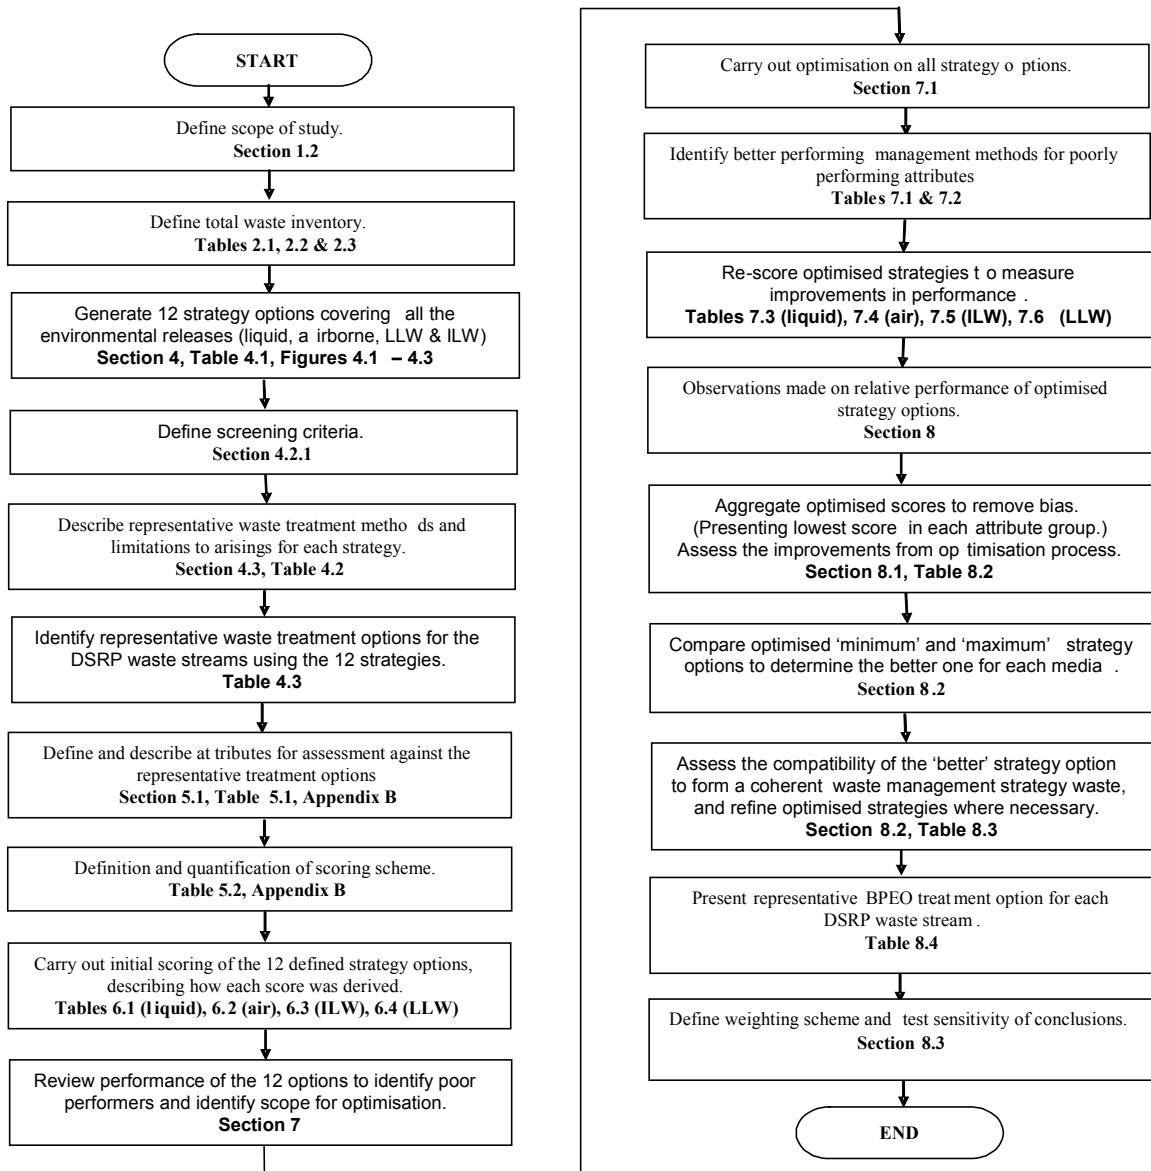 START
Define scope of study.
Section 1.2
Define total waste inventory.
Tables 2.1, 2.2 & 2.3
Generate 12 strategy options covering all the
environmental releases (liquid, a irborne, LLW & ILW)
Section 4, Table 4.1, Figures 4.1 – 4.3
Define screening criteria.
Section 4.2.1
Describe representative waste treatment metho ds and
limitations to arisings for each strategy.
Section 4.3, Table 4.2
Identify representative waste treatment options for the
DSRP waste streams using the 12 strategies.
Table 4.3
Define and describe at tributes for assessment against the
representative treatment options
Section 5.1, Table 5.1, Appendix B
Definition and quantification of scoring scheme.
Table 5.2, Appendix B
Carry out initial scoring of the 12 defined strategy options,
describing how each score was derived.
Tables 6.1 (liquid), 6.2 (air), 6.3 (ILW), 6.4 (LLW)
Review performance of the 12 options to identify poor
performers and identify scope for optimisation.
Section 7
Carry out optimisation on all strategy o ptions.
Section 7.1
Identify better performing management methods for poorly
performing attributes
Tables 7.1 & 7.2
Re-score optimised strategies t o measure
improvements in performance .
Tables 7.3 (liquid), 7.4 (air), 7.5 (ILW), 7.6 (LLW)
Observations made on relative performance of optimised
strategy options.
Section 8
Aggregate optimised scores to remove bias.
(Presenting lowest score in each attribute group.)
Assess the improvements from op timisation process.
Section 8.1, Table 8.2
Compare optimised ‘minimum’ and ‘maximum’ strategy
options to determine the better one for each media .
Section 8.2
Assess the compatibility of the ‘better’ strategy option
to form a coherent waste management strategy waste,
and refine optimised strategies where necessary.
Section 8.2, Table 8.3
Present representative BPEO treat ment option for each
DSRP waste stream .
Table 8.4
Define weighting scheme and test sensitivity of conclusions.
Section 8.3
END